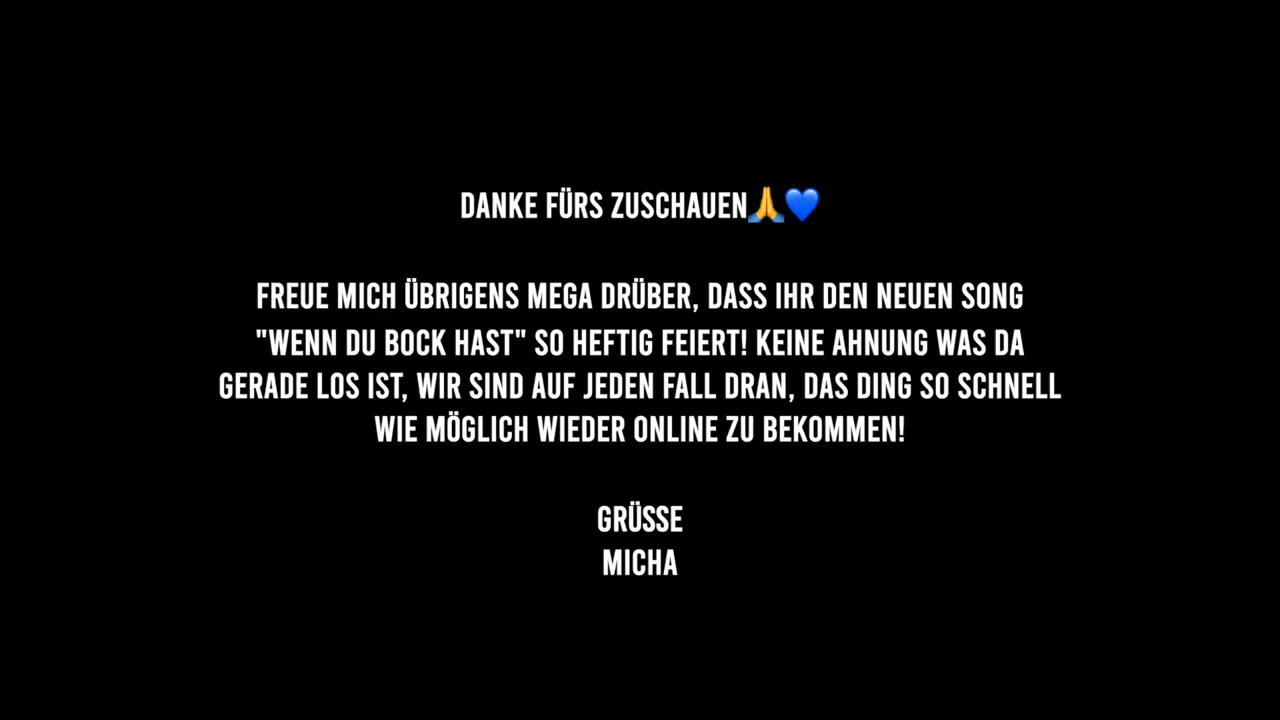 DANKE FÜRS ZUSCHAUEN🙏💙
FREUE MICH ÜBRIGENS MEGA DRÜBER, DASS IHR DEN NEUEN SONG
"WENN DU BOCK HAST" SO HEFTIG FEIERT! KEINE AHNUNG WAS DA
GERADE LOS IST, WIR SIND AUF JEDEN FALL DRAN, DAS DING SO SCHNELL
WIE MÖGLICH WIEDER ONLINE ZU BEKOMMEN!
GRÜSSE
MICHA